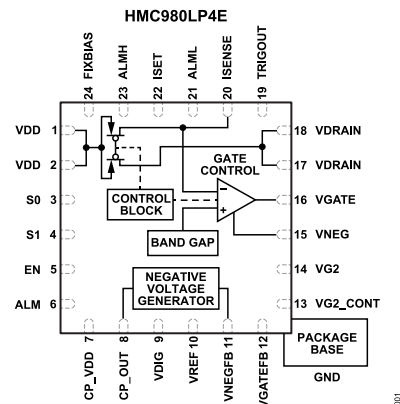 HMC980LP4E
24 FIXBIAS
23 ALMH
22 ISET
21 ALML
20 ISENSE
19 TRIGOUT
VDD 1
VDD 2
S0 3
S1 4
EN 5
ALM 6
18 VDRAIN
17 VDRAIN
16 VGATE
15 VNEG
14 VG2
13 VG2_CONT
GATE
CONTROL
CONTROL
BLOCK
BAND GAP
NEGATIVE
VOLTAGE
GENERATOR
–
+
CP_VDD 7
CP_OUT 8
VDIG 9
VREF 10
VNEGFB 11
VGATEFB 12
PACKAGE
BASE
GND
001